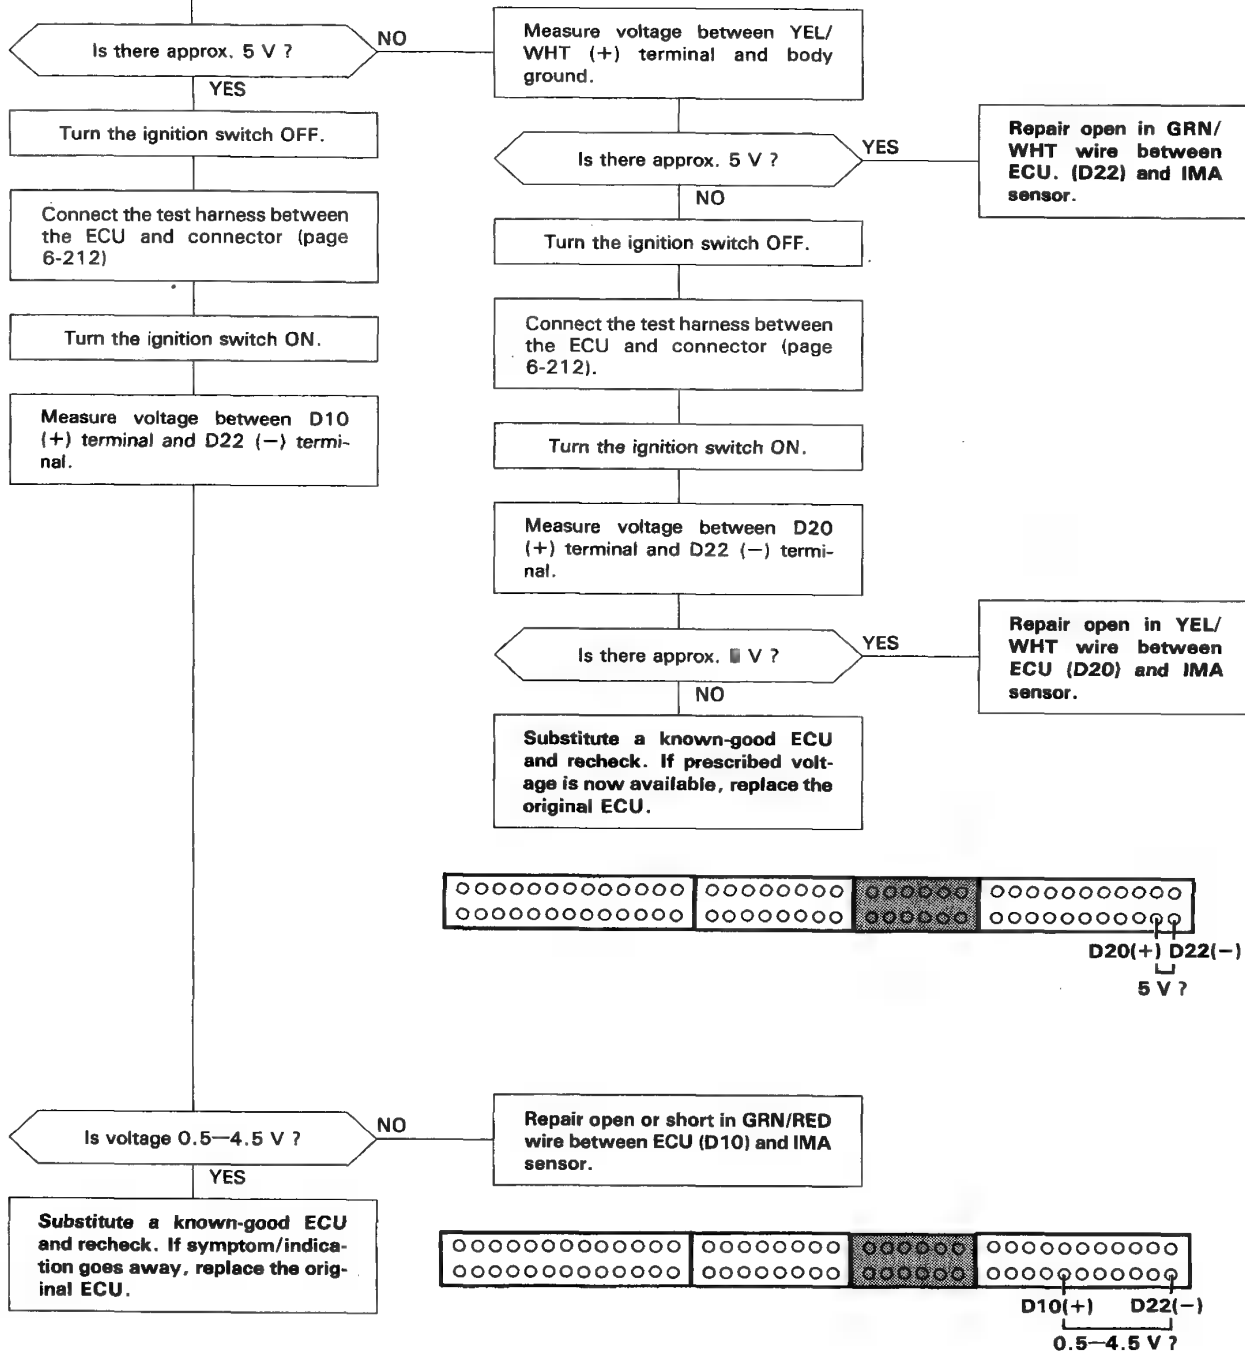 Is there approx. 5 V ?
NO
YES
Turn the ignition switch OFF.
Connect the test harness between
the ECU and connector (page
6-212)
Turn the ignition switch ON.
Measure voltage between D10
(+) terminal and D22 (−) termi-
nal.
Measure voltage between YEL/
WHT (+) terminal and body
ground.
Is there approx. 5 V ?
YES
NO
Repair open in GRN/
WHT wire between
ECU. (D22) and IMA
sensor.
Turn the ignition switch OFF.
Connect the test harness between
the ECU and connector (page
6-212).
Turn the ignition switch ON.
Measure voltage between D20
(+) terminal and D22 (−) termi-
nal.
Is there approx. V ?
YES
NO
Repair open in YEL/
WHT wire between
ECU (D20) and IMA
sensor.
Substitute a known-good ECU
and recheck. If prescribed volt-
age is now available, replace the
original ECU.
D20(+) D22(−)
5 V ?
Is voltage 0.5—4.5 V ?
NO
YES
Repair open or short in GRN/RED
wire between ECU (D10) and IMA
sensor.
Substitute a known-good ECU
and recheck. If symptom/indica-
tion goes away, replace the orig-
inal ECU.
D10(+) D22(−)
0.5—4.5 V ?